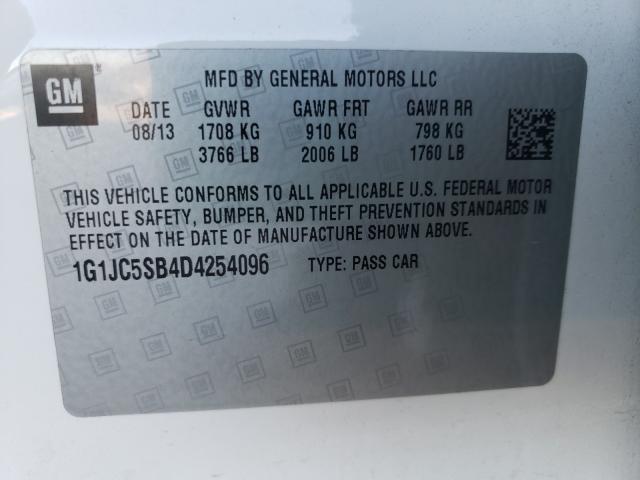 GM
MFD BY GENERAL MOTORS LLC
DATE GVWR GAWR FRT GAWR RR
08/13 1708 KG 910 KG 798 KG
3766 LB 2006 LB 1760 LB
THIS VEHICLE CONFORMS TO ALL APPLICABLE U.S. FEDERAL MOTOR
VEHICLE SAFETY, BUMPER, AND THEFT PREVENTION STANDARDS IN
EFFECT ON THE DATE OF MANUFACTURE SHOWN ABOVE.
1G1JC5SB4D4254096 TYPE: PASS CAR